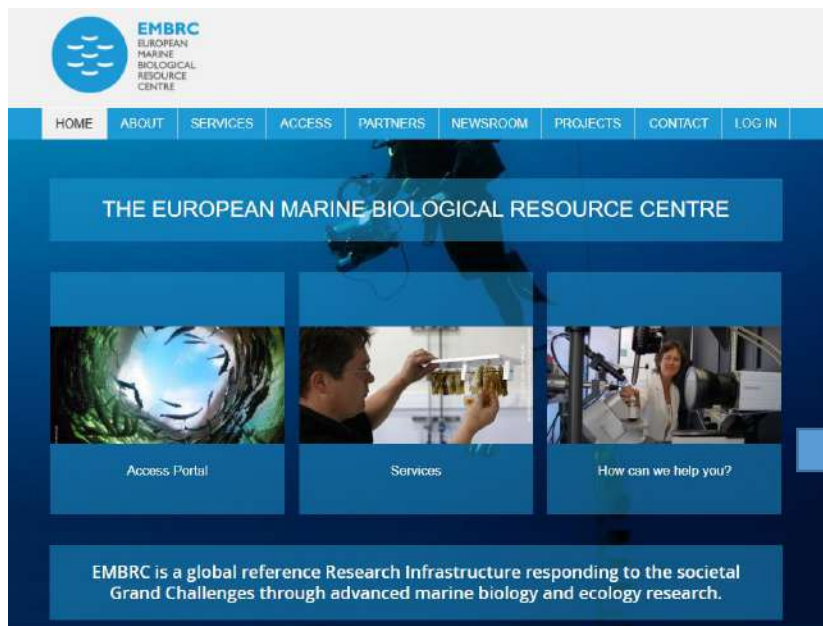 EMBRC
EUROPEAN
MARINE
BIOLOGICAL
RESOURCE
CENTRE
HOME ABOUT SERVICES ACCESS PARTNERS NEWSROOM PROJECTS CONTACT LOG IN
THE EUROPEAN MARINE BIOLOGICAL RESOURCE CENTRE
Access Portal Services How can we help you?
EMBRC is a global reference Research Infrastructure responding to the societal
Grand Challenges through advanced marine biology and ecology research.